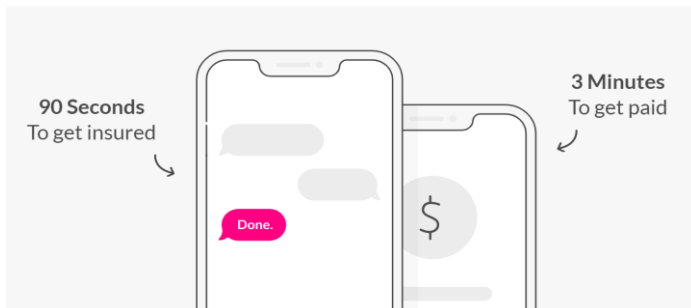 90 Seconds
To get insured
3 Minutes
To get paid
Done.
$